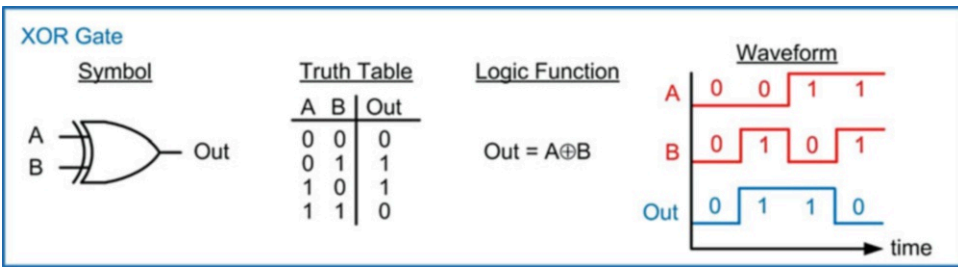 XOR Gate
Symbol
A
B
Out
Truth Table
A B Out
0 0 0
0 1 1
1 0 1
1 1 0
Logic Function
Out = A⊕B
Waveform
A 0 0 1 1
B 0 1 0 1
Out 0 1 1 0
time